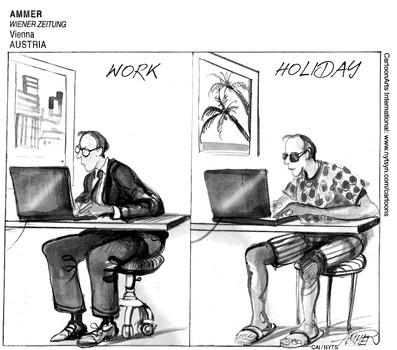 AMMER
WIENER ZEITUNG
Vienna
AUSTRIA
WORK
HOLIDAY
CartoonArts International: www.nytsyn.com/cartoons
CAI/NYTS